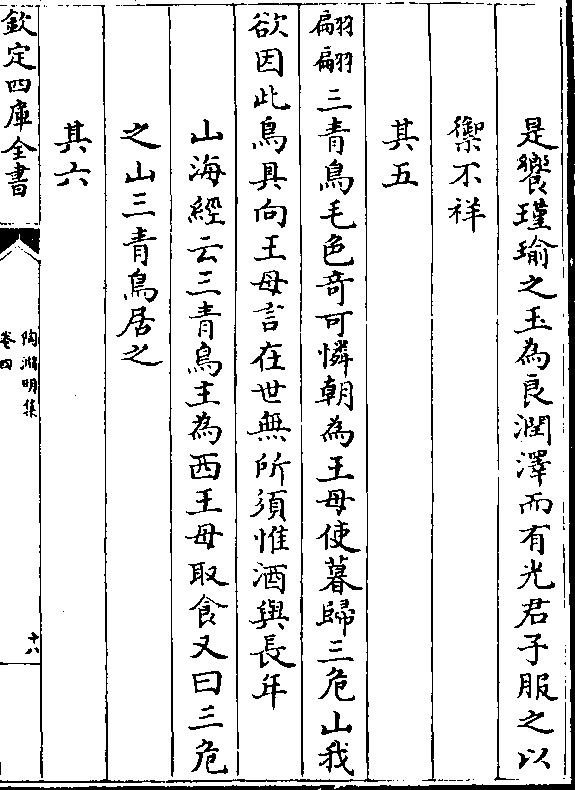 是饗瑾瑜之玉為良潤澤而有光君子服之以
禦不祥
其五
翩翩三青鳥毛色奇可憐朝為王母使暮歸三危山我
欲因此鳥具向王母言在世無所須惟酒與長年
山海經云三青鳥主為西王母取食又曰三危
之山三青鳥居之
其六
欽定四庫全書
陶淵明集
卷四
十八